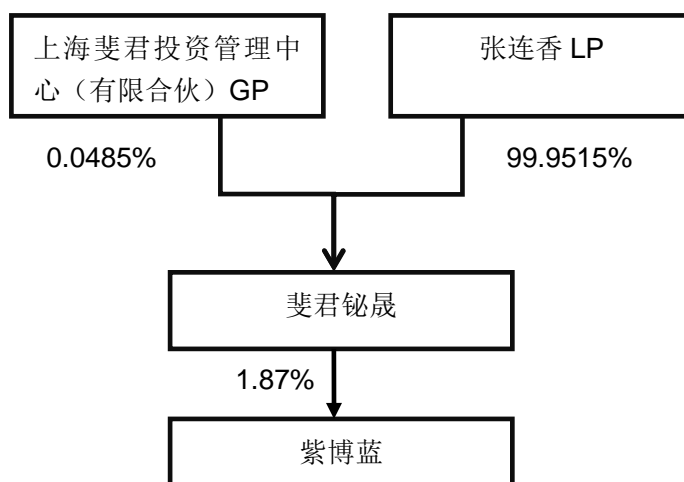 上海斐君投资管理中
心（有限合伙）GP
张连香 LP
0.0485%
99.9515%
斐君铋晟
1.87%
紫博蓝